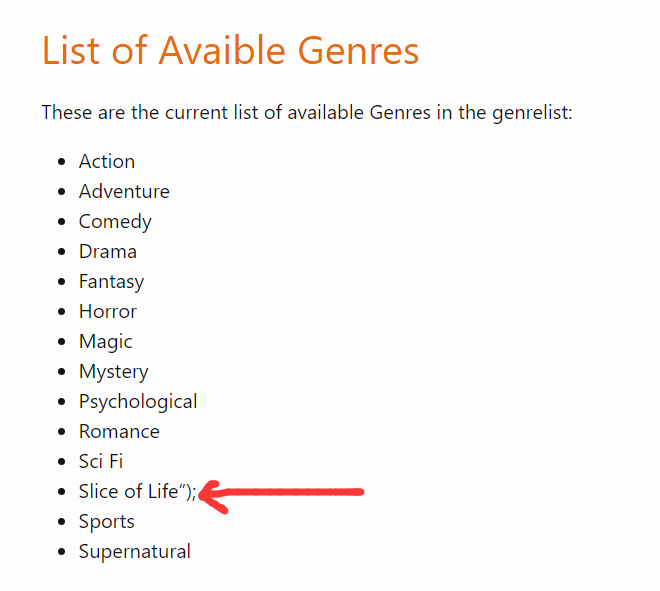 List of Avaible Genres
These are the current list of available Genres in the genrelist:
• Action
• Adventure
• Comedy
• Drama
• Fantasy
• Horror
• Magic
• Mystery
• Psychological
• Romance
• Sci Fi
• Slice of Life”);
• Sports
• Supernatural